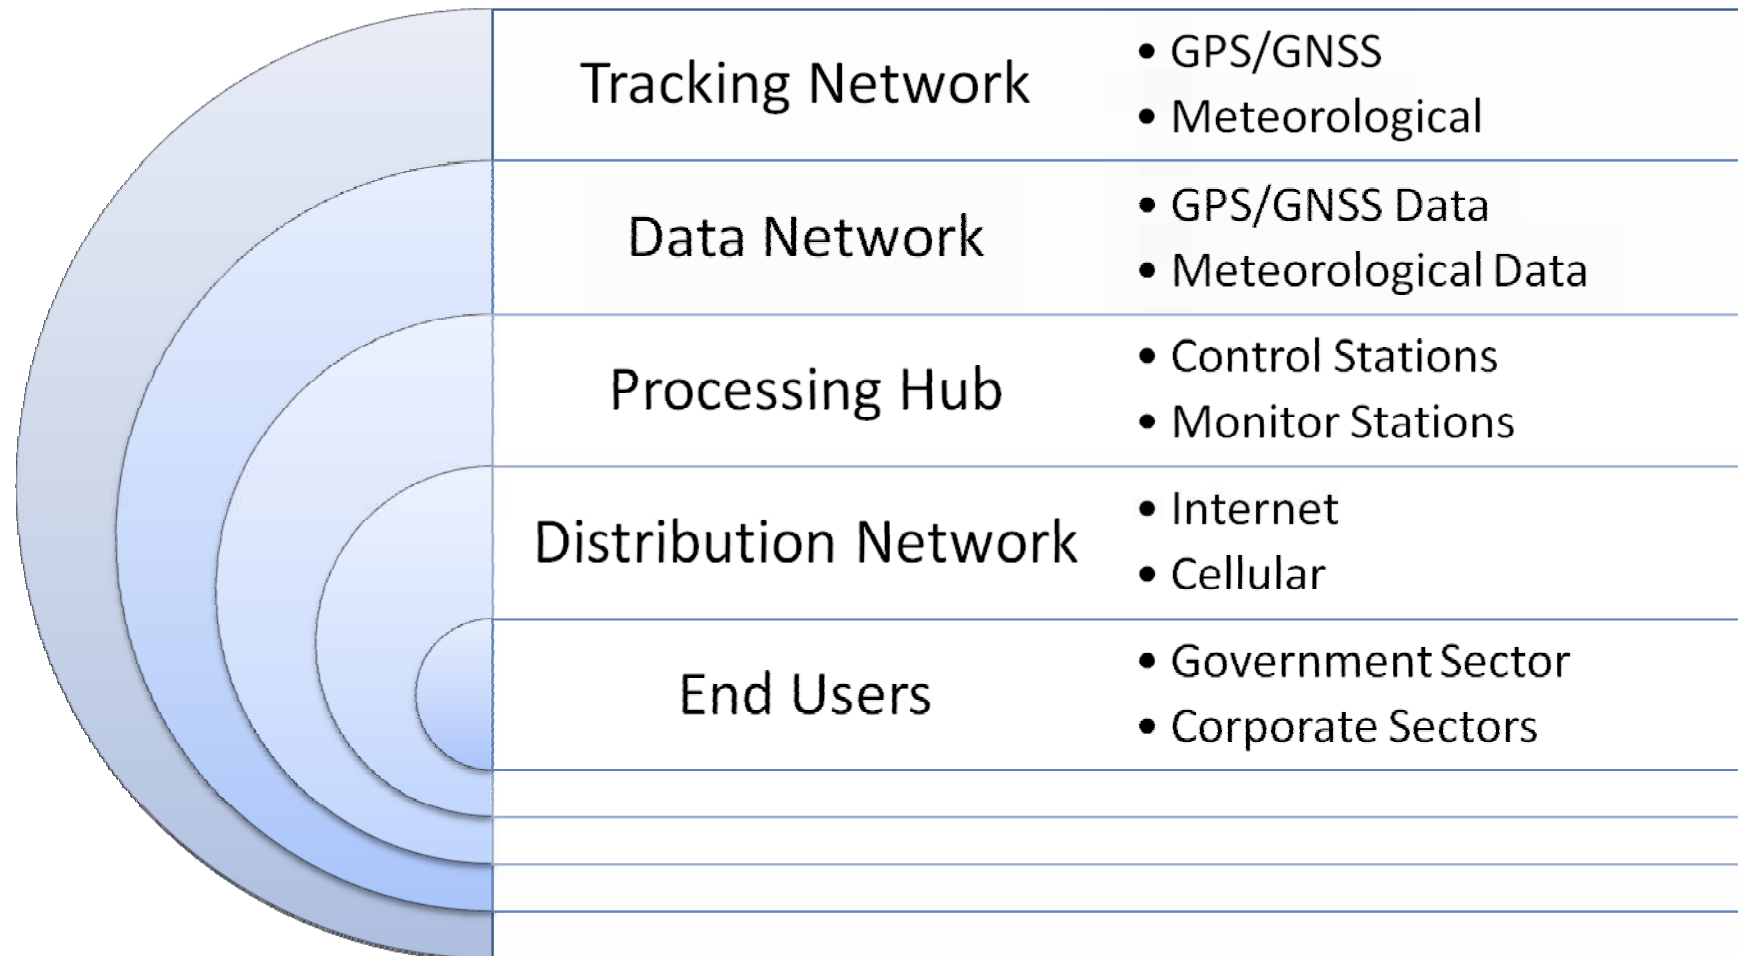 Tracking Network
• GPS/GNSS
• Meteorological
Data Network
• GPS/GNSS Data
• Meteorological Data
Processing Hub
• Control Stations
• Monitor Stations
Distribution Network
• Internet
• Cellular
End Users
• Government Sector
• Corporate Sectors